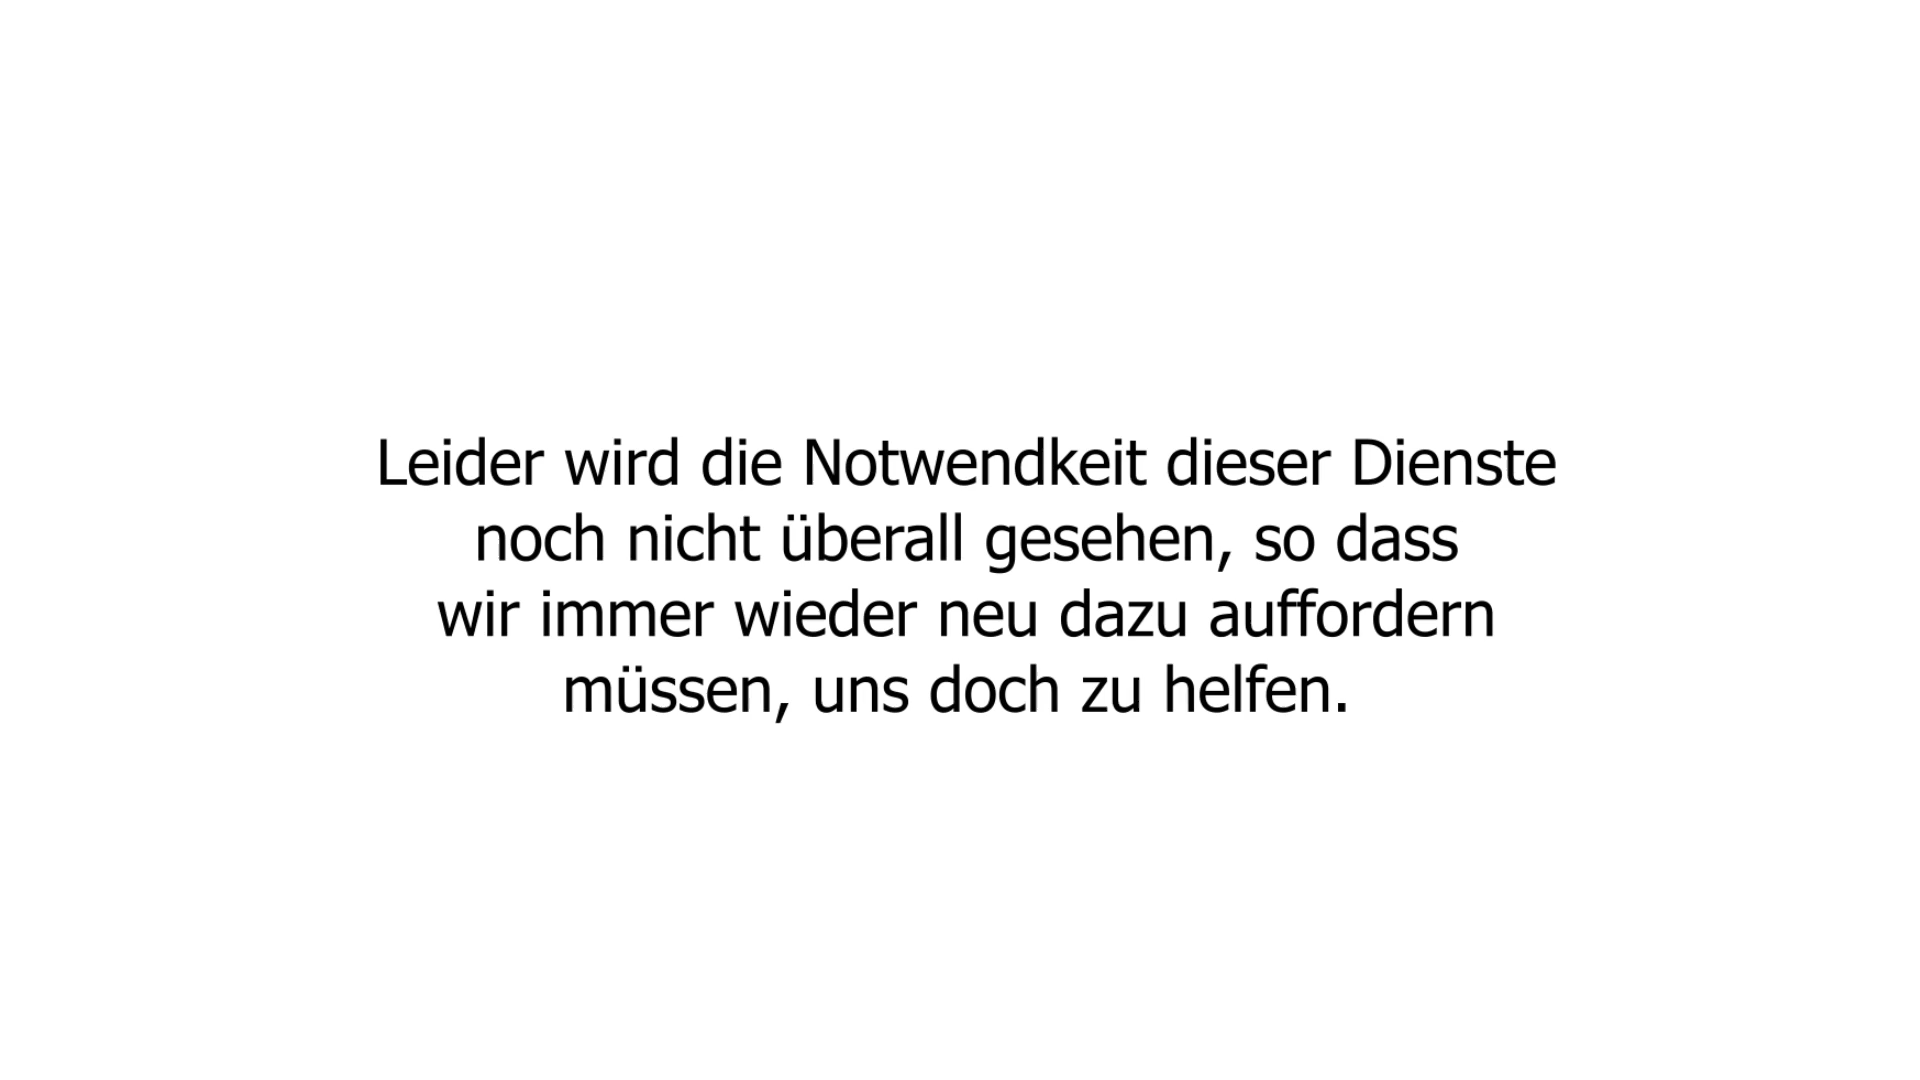 Leider wird die Notwendkeit dieser Dienste
noch nicht überall gesehen, so dass
wir immer wieder neu dazu auffordern
müssen, uns doch zu helfen.